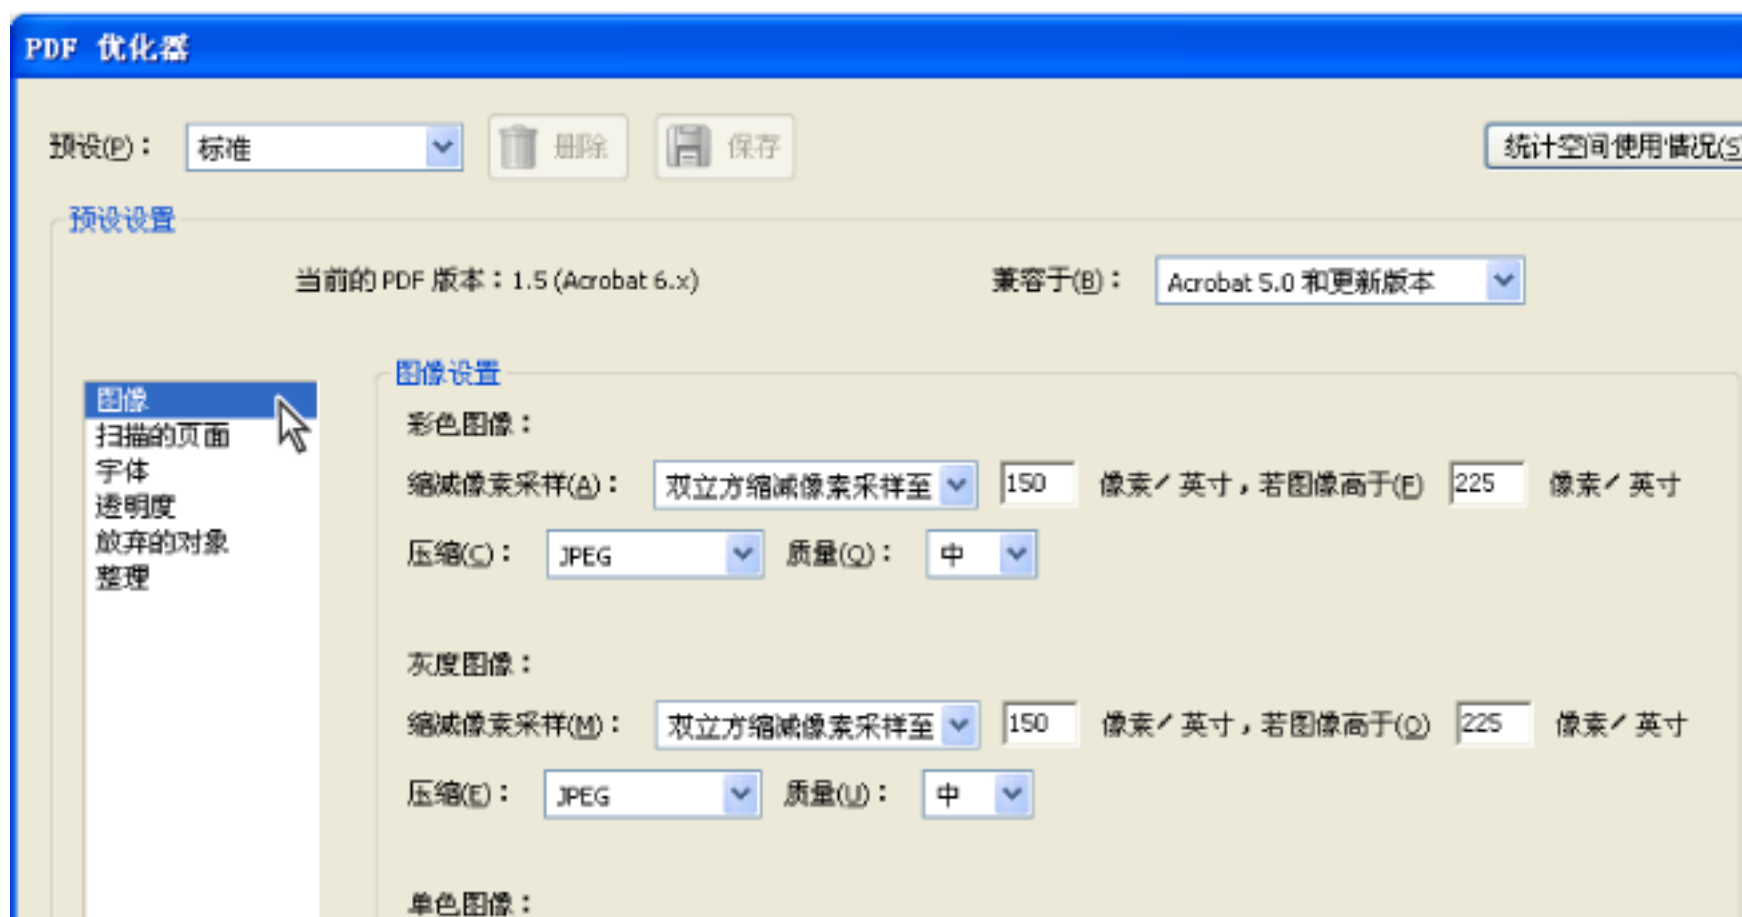 PDF 优化器
预设(P)： 标准 删除 保存 统计空间使用情况(S
预设设置
当前的 PDF 版本：1.5 (Acrobat 6.x) 兼容于(B)： Acrobat 5.0 和更新版本
图像
扫描的页面
字体
透明度
放弃的对象
整理
图像设置
彩色图像：
缩减像素采样(A)： 双立方缩减像素采样至 150 像素／英寸，若图像高于(F) 225 像素／英寸
压缩(C)： JPEG 质量(Q)： 中
灰度图像：
缩减像素采样(M)： 双立方缩减像素采样至 150 像素／英寸，若图像高于(O) 225 像素／英寸
压缩(E)： JPEG 质量(U)： 中
单色图像：